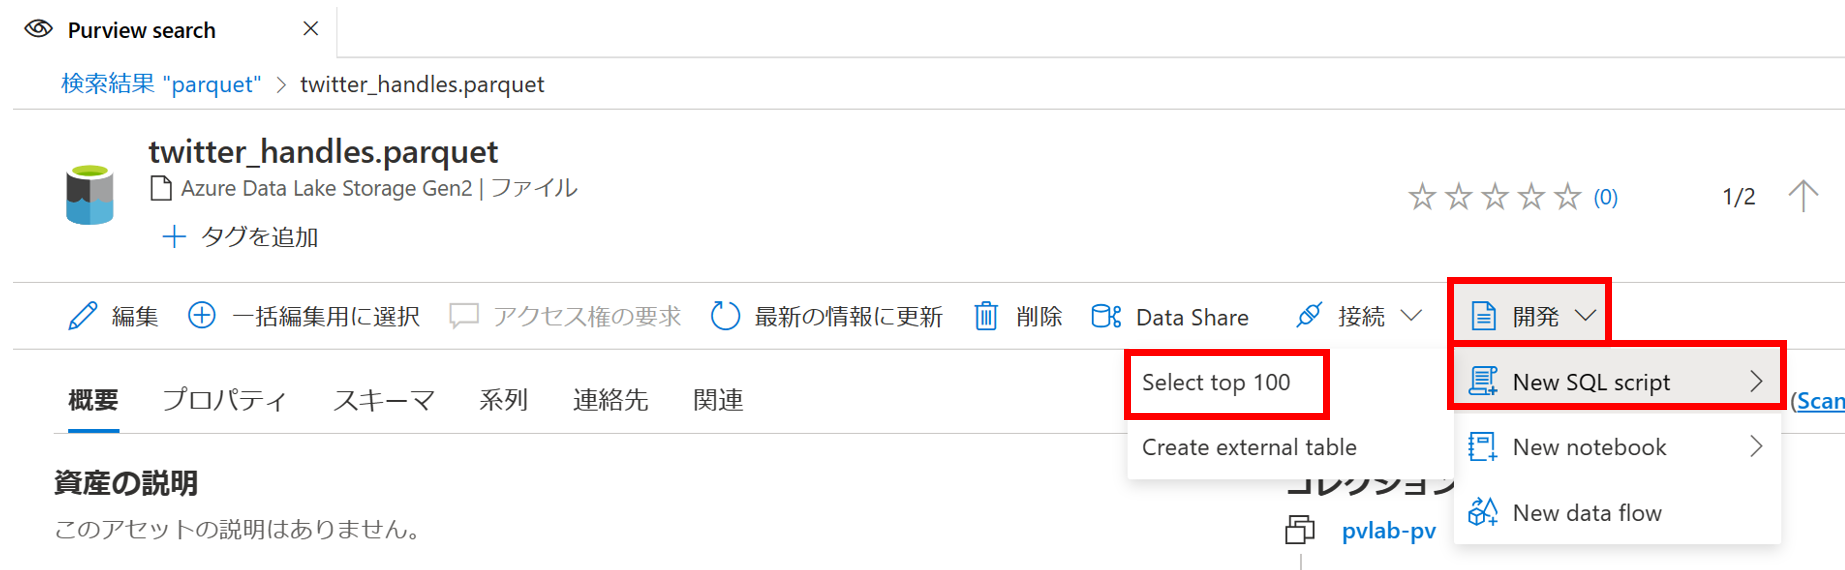 Purview search
検索結果 "parquet" > twitter_handles.parquet
twitter_handles.parquet
Azure Data Lake Storage Gen2 | ファイル
タグを追加
(0)
1/2
編集 一括編集用に選択 アクセス権の要求 最新の情報に更新 削除 Data Share 接続 開発
概要 プロパティ スキーマ 系列 連絡先 関連
Select top 100
New SQL script
(Scan
Create external table
New notebook
資産の説明
コレクション
New data flow
このアセットの説明はありません。
pvlab-pv